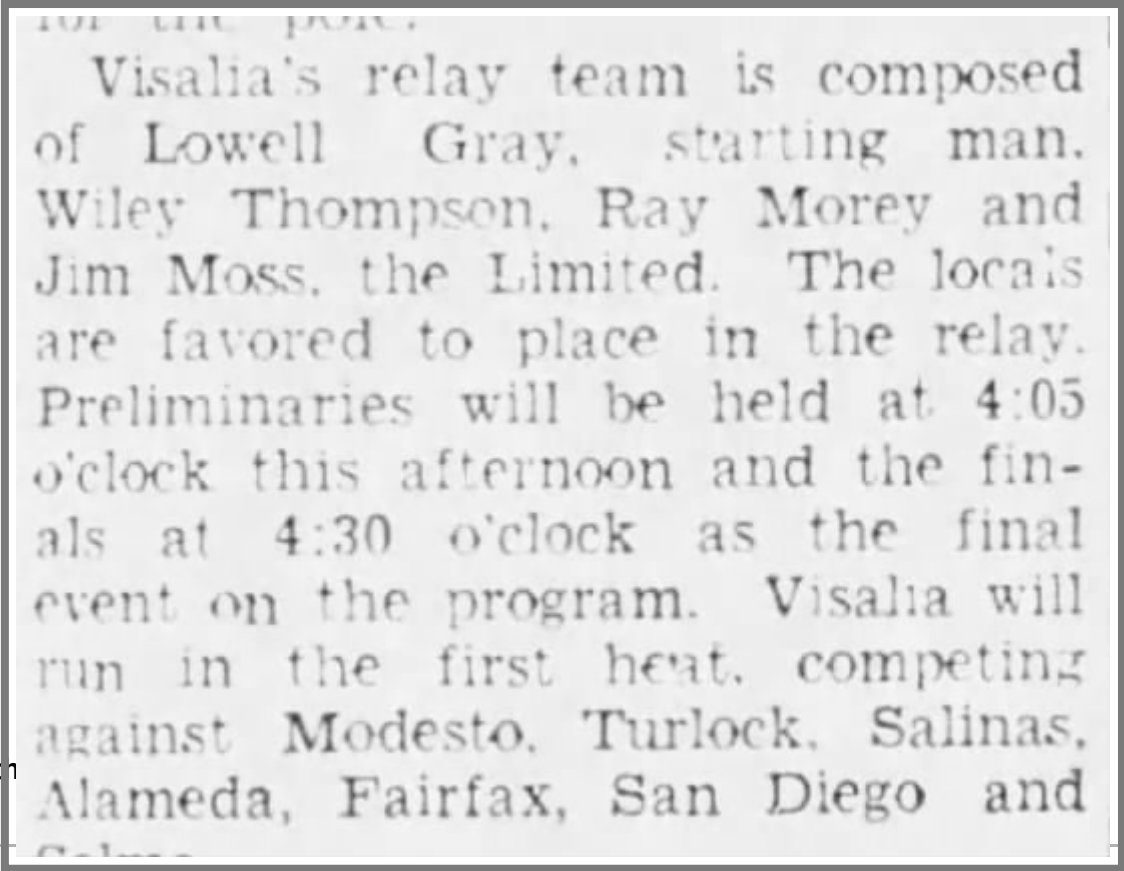 for the pole.
Visalia's relay team is composed
of Lowell Gray, starting man,
Wiley Thompson, Ray Morey and
Jim Moss, the Limited. The locals
are favored to place in the relay.
Preliminaries will be held at 4:05
o'clock this afternoon and the fin-
als at 4:30 o'clock as the final
event on the program. Visalia will
run in the first heat, competing
against Modesto, Turlock, Salinas,
Alameda, Fairfax, San Diego and